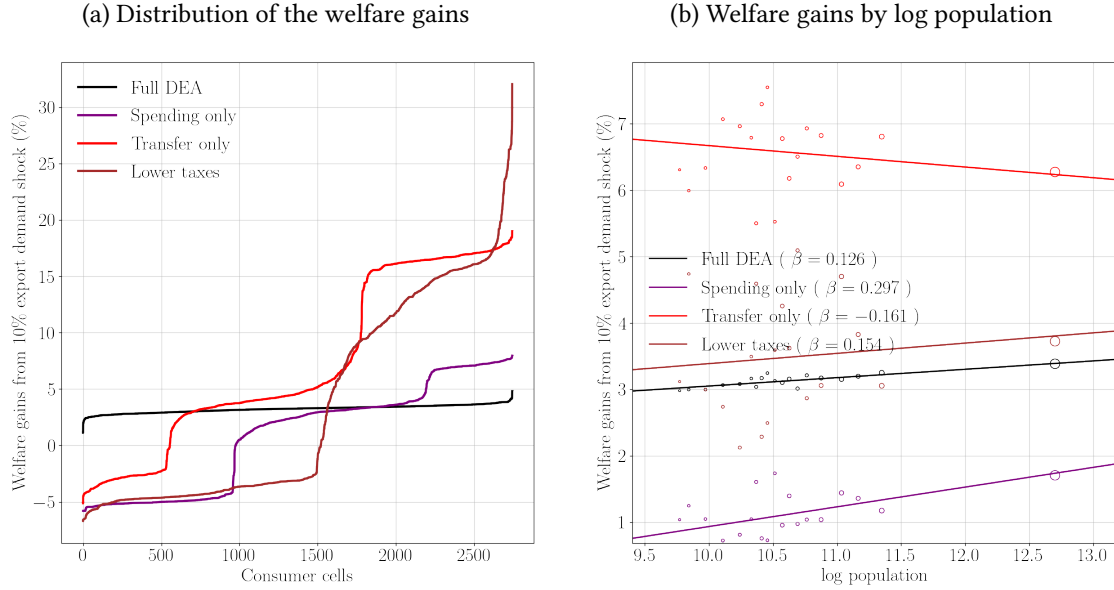 (a) Distribution of the welfare gains
Welfare gains from 10% export demand shock (%)
30
25
20
15
10
5
0
−5
Full DEA
Spending only
Transfer only
Lower taxes
0 500 1000 1500 2000 2500
Consumer cells
(b) Welfare gains by log population
Welfare gains from 10% export demand shock (%)
7
6
5
4
3
2
1
Full DEA ( β = 0.126 )
Spending only ( β = 0.297 )
Transfer only ( β = −0.161 )
Lower taxes ( β = 0.154 )
9.5 10.0 10.5 11.0 11.5 12.0 12.5 13.0
log population